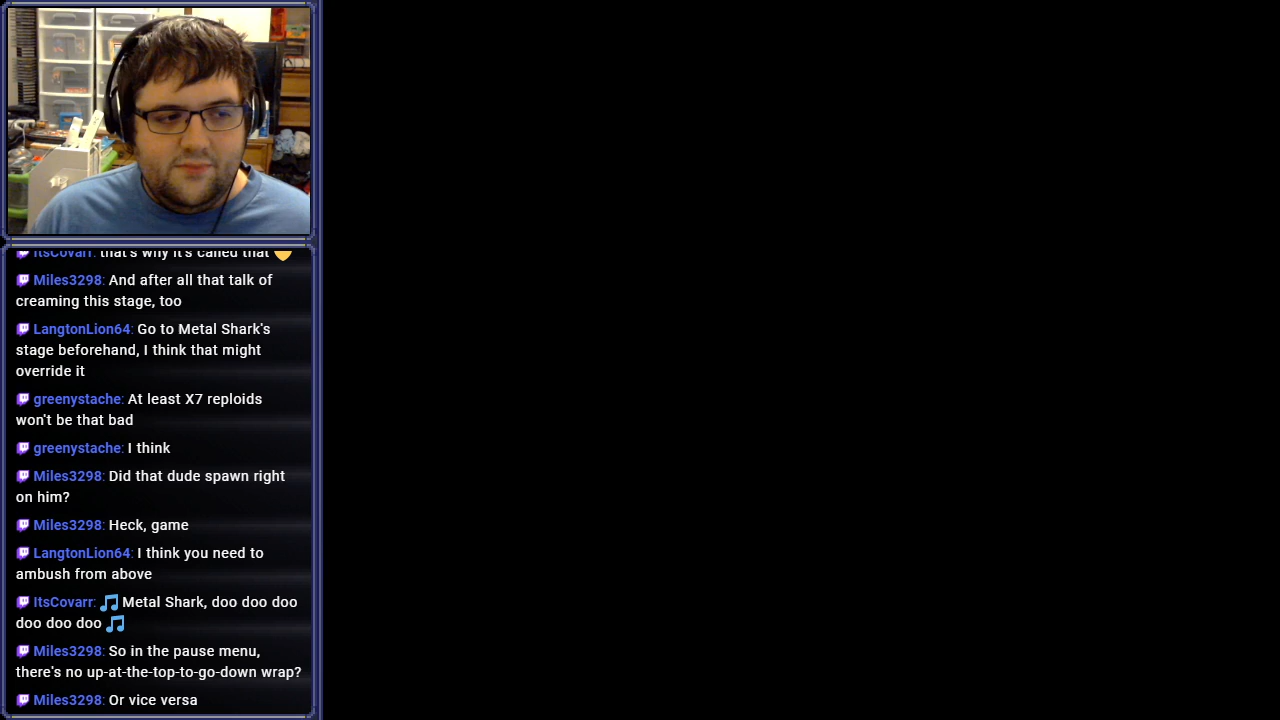 ItsCovarr: that's why it's called that
Miles3298: And after all that talk of
creaming this stage, too
LangtonLion64: Go to Metal Shark's
stage beforehand, I think that might
override it
greenystache: At least X7 reploids
won't be that bad
greenystache: I think
Miles3298: Did that dude spawn right
on him?
Miles3298: Heck, game
LangtonLion64: I think you need to
ambush from above
ItsCovarr: 🎵 Metal Shark, doo doo doo
doo doo doo 🎵
Miles3298: So in the pause menu,
there's no up-at-the-top-to-go-down wrap?
Miles3298: Or vice versa